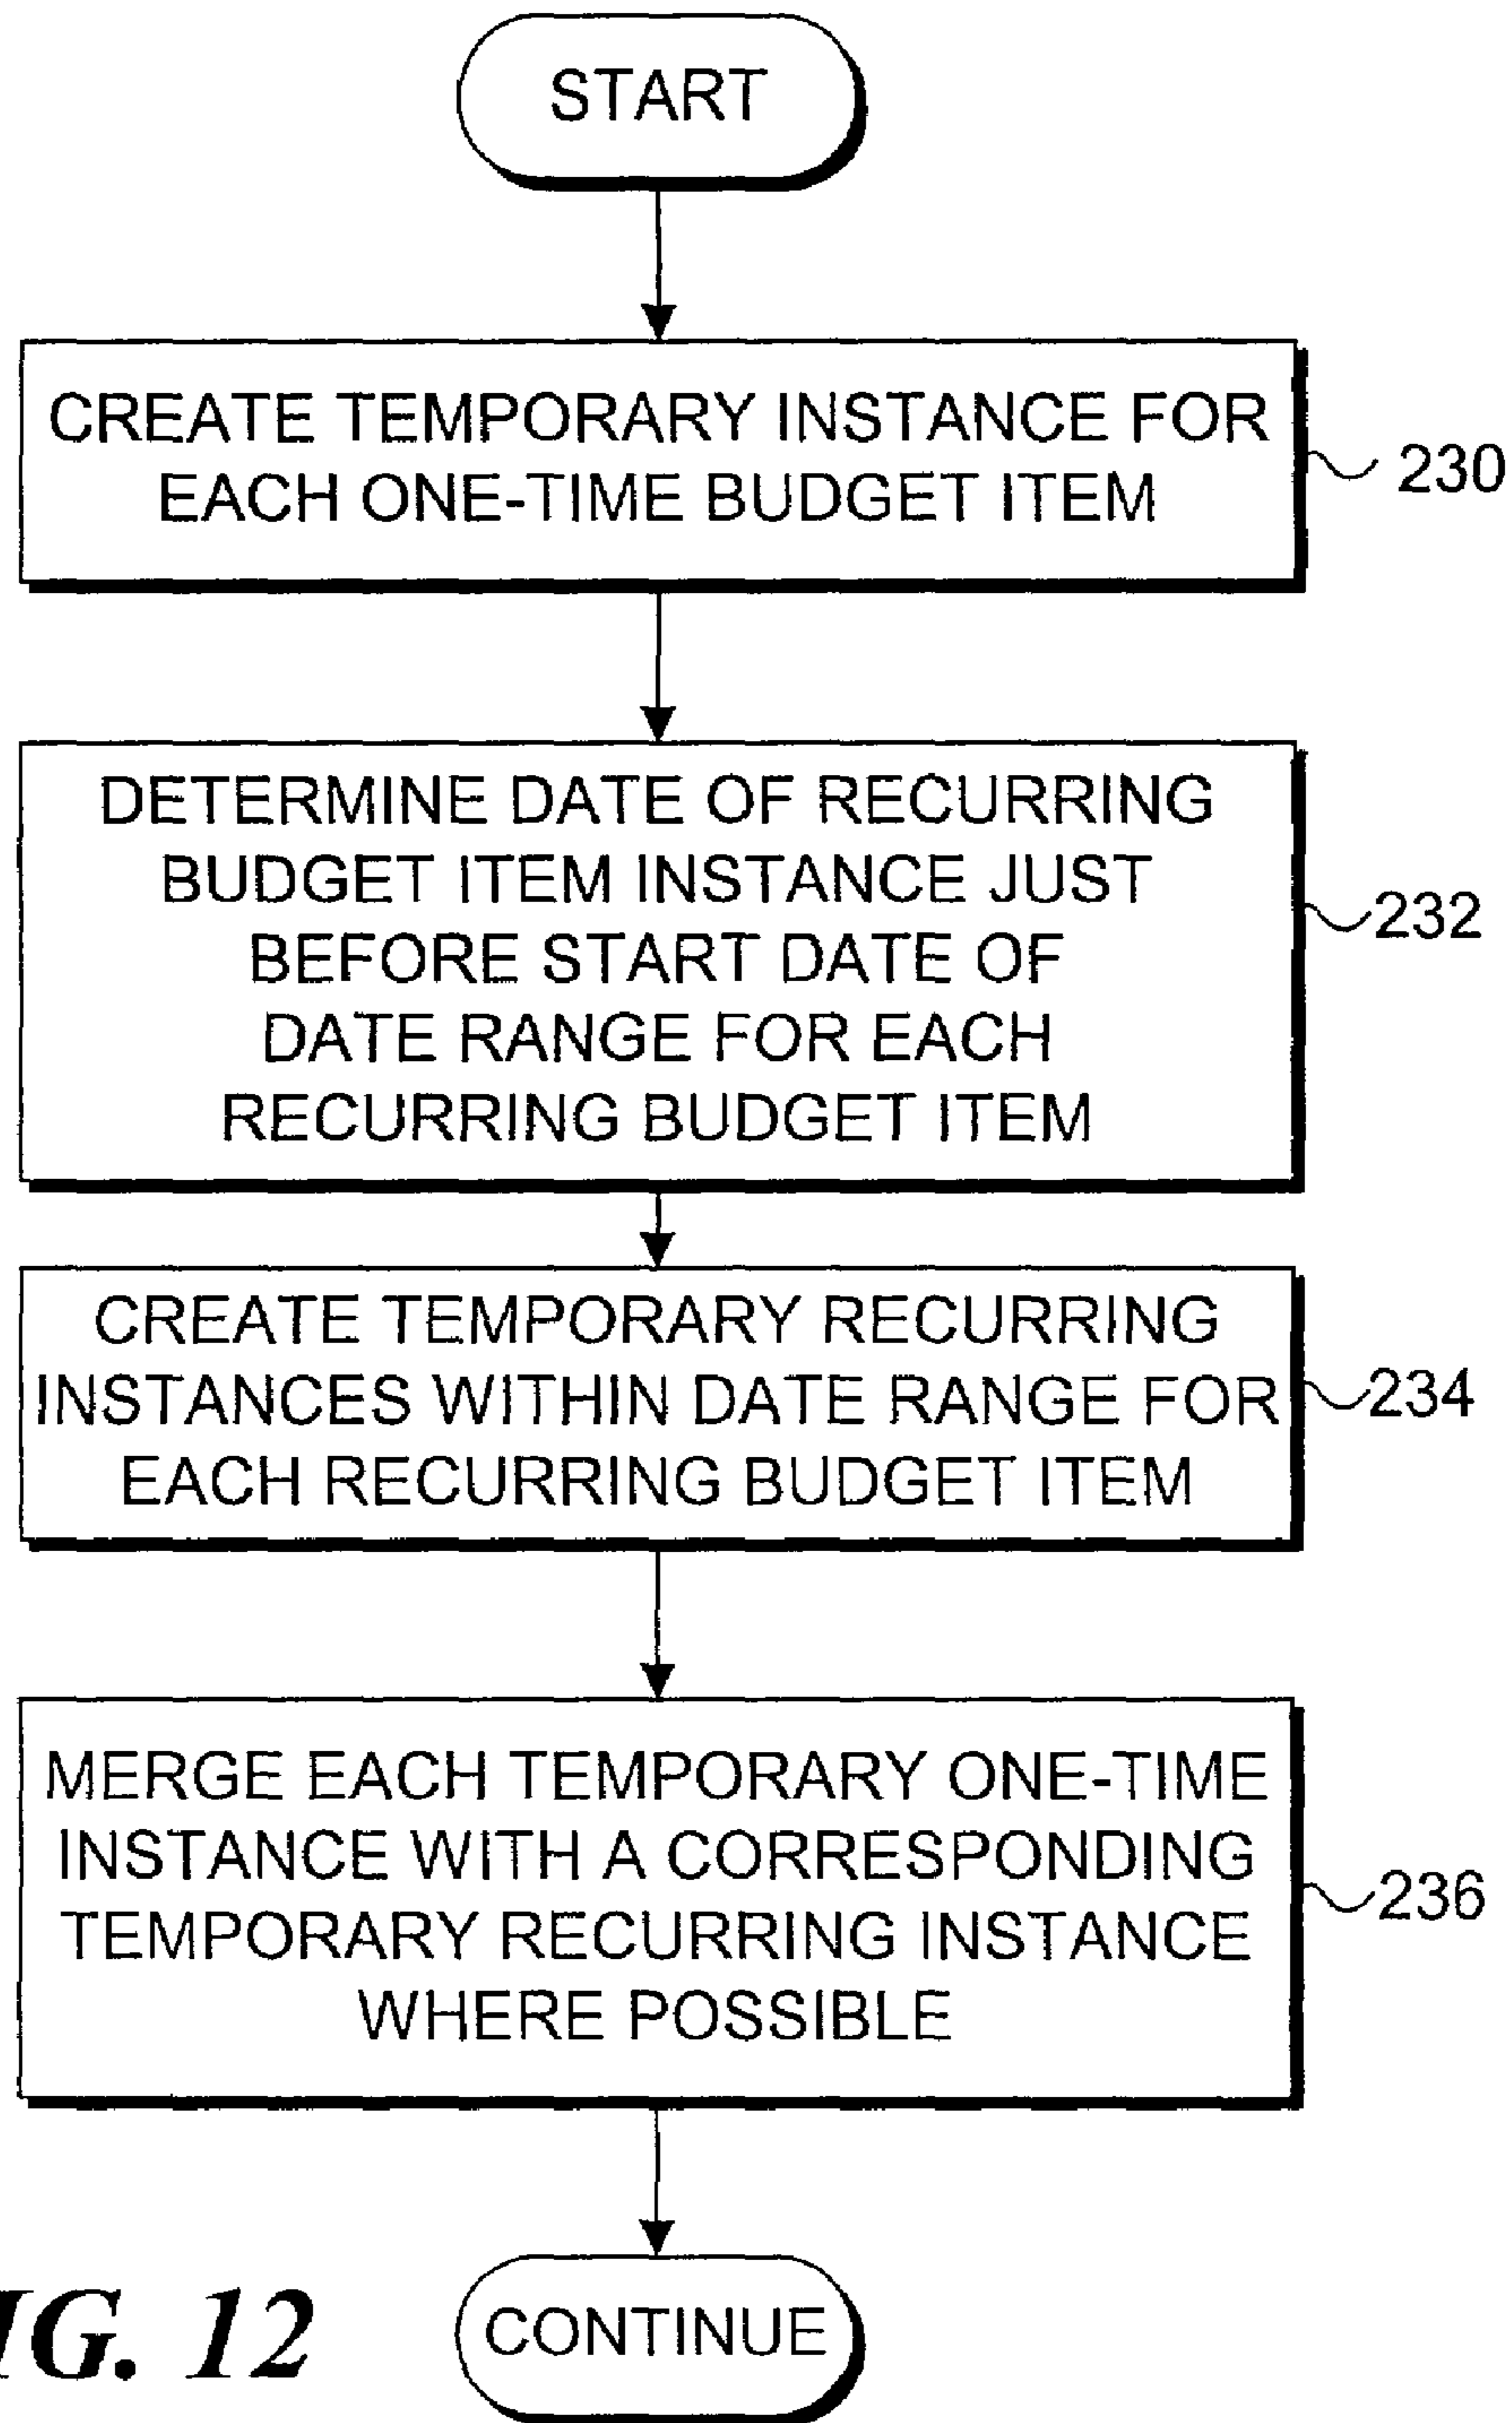 START
CREATE TEMPORARY INSTANCE FOR
EACH ONE-TIME BUDGET ITEM
230
DETERMINE DATE OF RECURRING
BUDGET ITEM INSTANCE JUST
BEFORE START DATE OF
DATE RANGE FOR EACH
RECURRING BUDGET ITEM
232
CREATE TEMPORARY RECURRING
INSTANCES WITHIN DATE RANGE FOR
EACH RECURRING BUDGET ITEM
234
MERGE EACH TEMPORARY ONE-TIME
INSTANCE WITH A CORRESPONDING
TEMPORARY RECURRING INSTANCE
WHERE POSSIBLE
236
IG. 12
CONTINUE